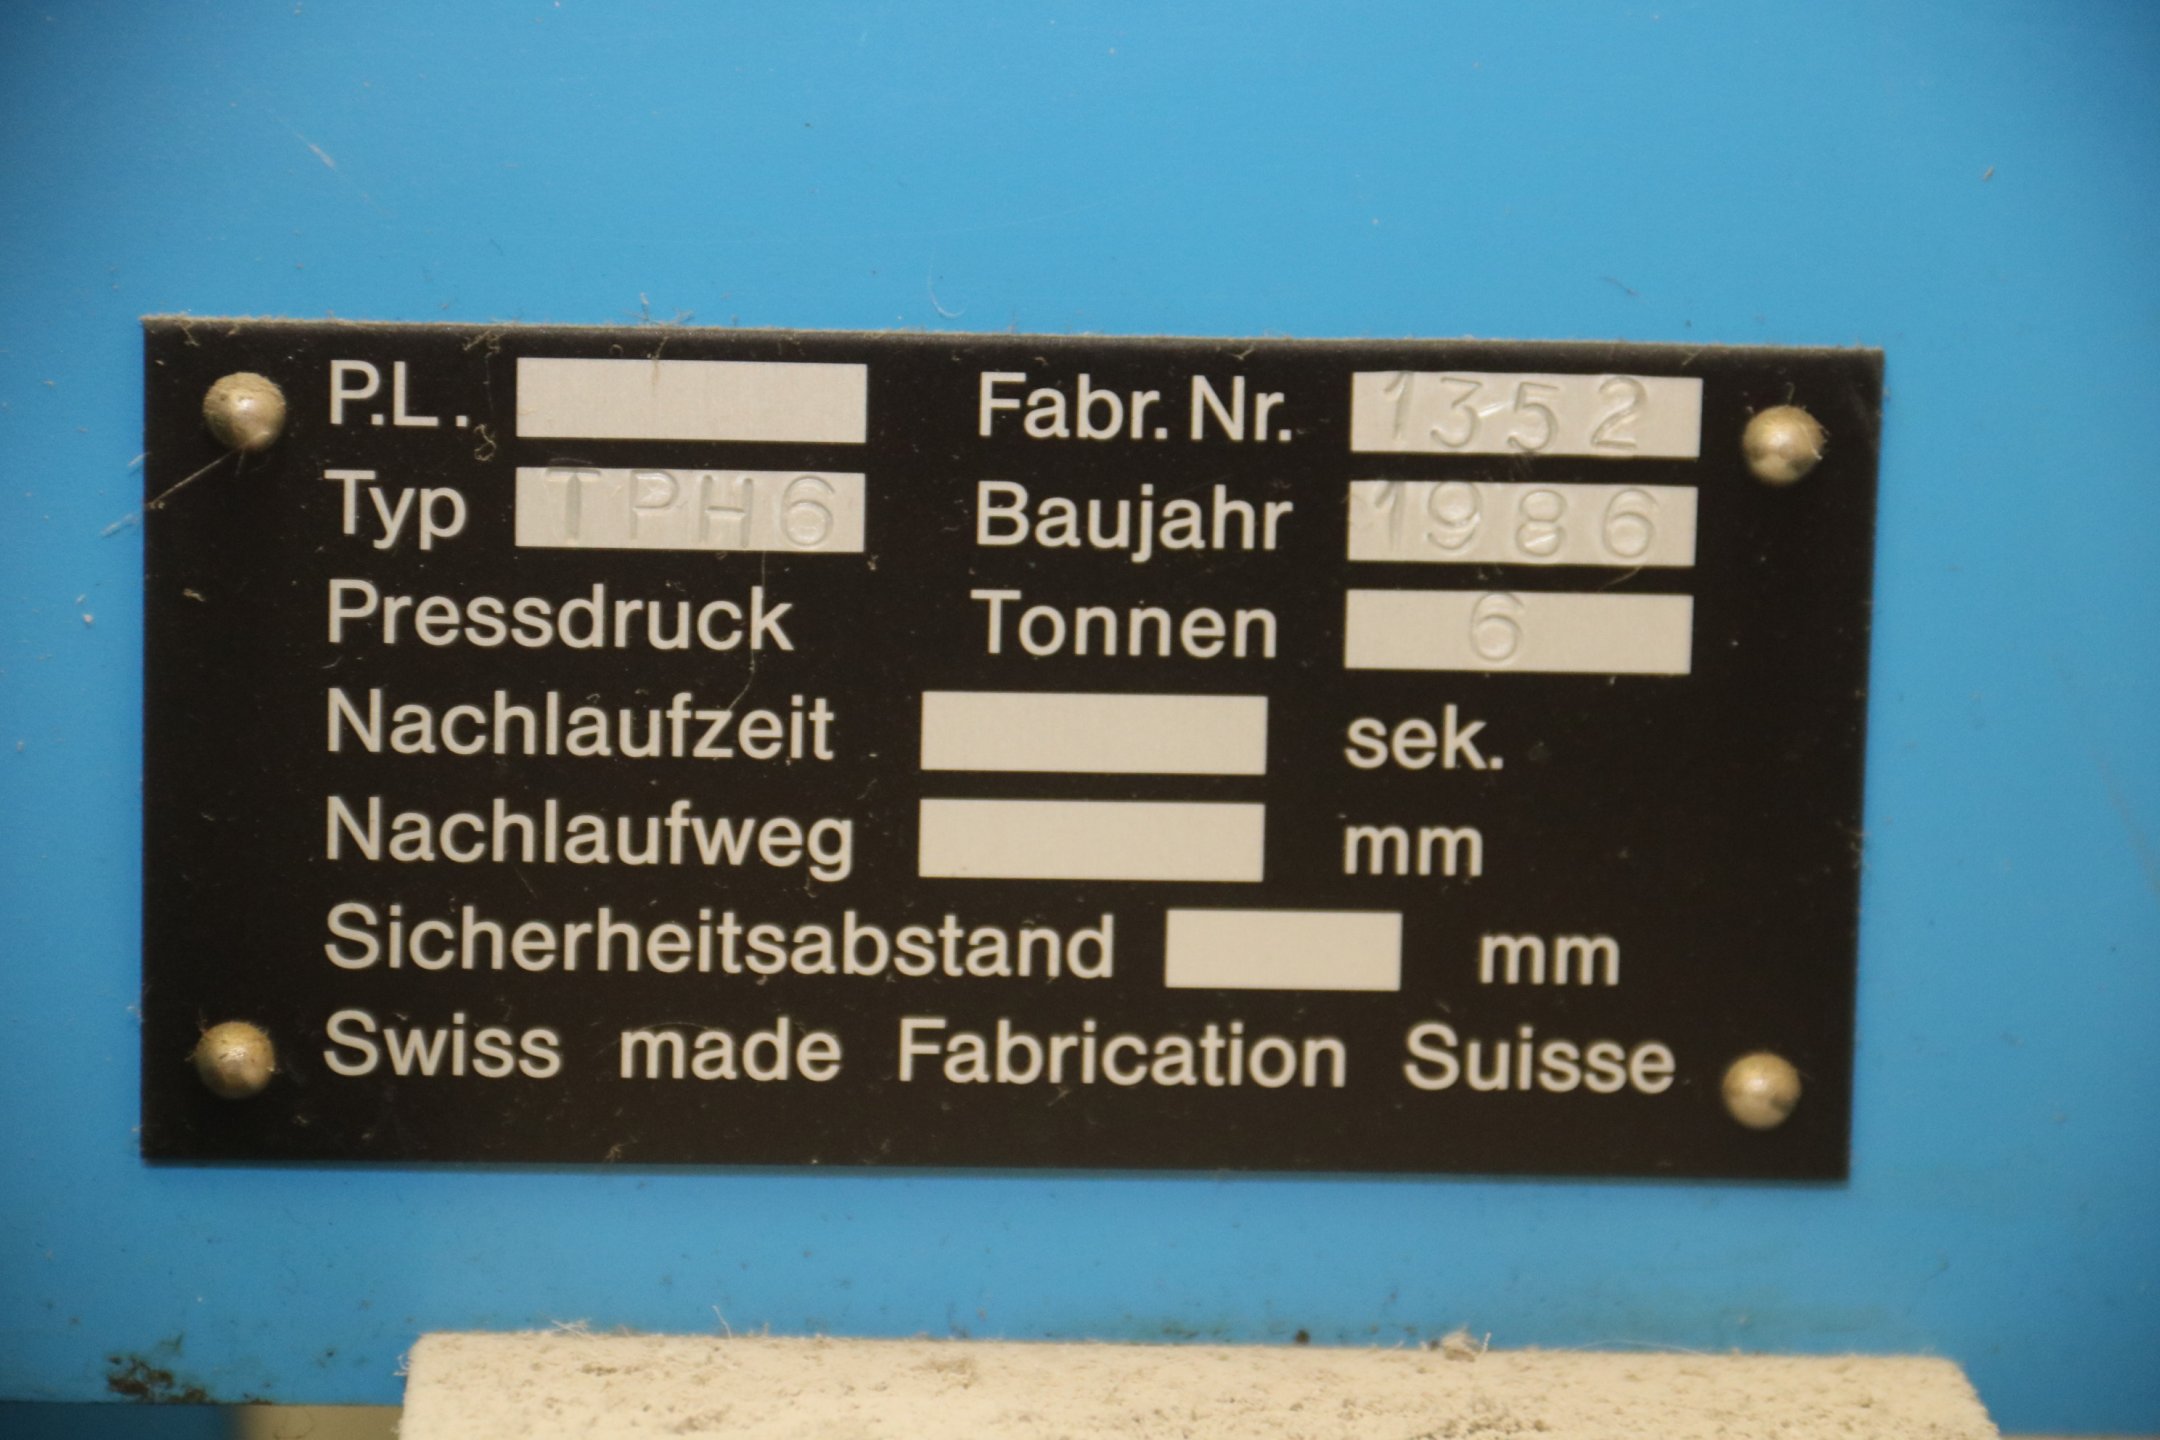 P.L. Fabr. Nr. 1352
Typ TPH6 Baujahr 1986
Pressdruck Tonnen 6
Nachlaufzeit sek.
Nachlaufweg mm
Sicherheitsabstand mm
Swiss made Fabrication Suisse